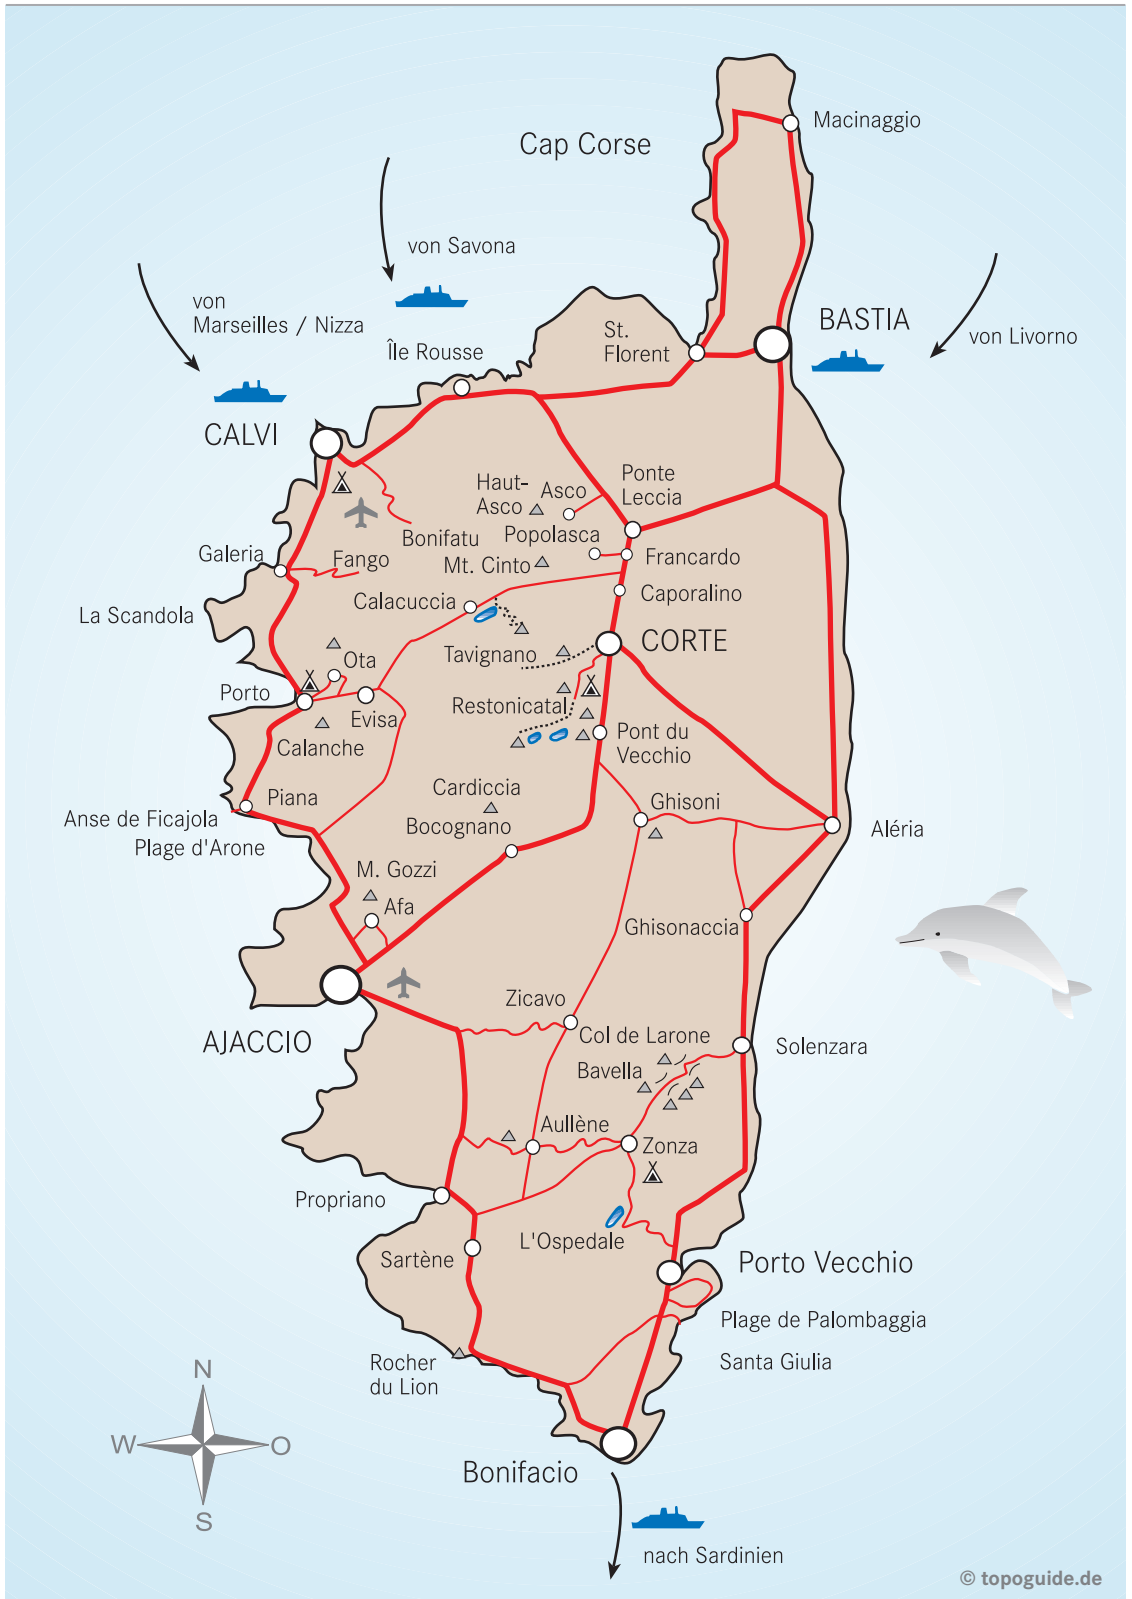 Macinaggio
Cap Corse
von Savona
von
Marseilles / Nizza
BASTIA
von Livorno
St.
Florent
Île Rousse
CALVI
Haut-
Asco
Asco
Ponte
Leccia
Popolasca
Bonifatu
Galeria
Fango
Mt. Cinto
Francardo
Calacuccia
Caporalino
La Scandola
Tavignano
CORTE
Ota
Porto
Restonicatal
Evisa
Calanche
Pont du
Vecchio
Cardiccia
Piana
Ghisoni
Anse de Ficajola
Plage d'Arone
Bocognano
Aléria
M. Gozzi
Afa
Ghisonaccia
Zicavo
AJACCIO
Col de Larone
Solenzara
Bavella
Aullène
Zonza
Propriano
L'Ospedale
Sartène
Porto Vecchio
Plage de Palombaggia
Santa Giulia
Rocher
du Lion
N
W
O
S
Bonifacio
nach Sardinien
© topoguide.de